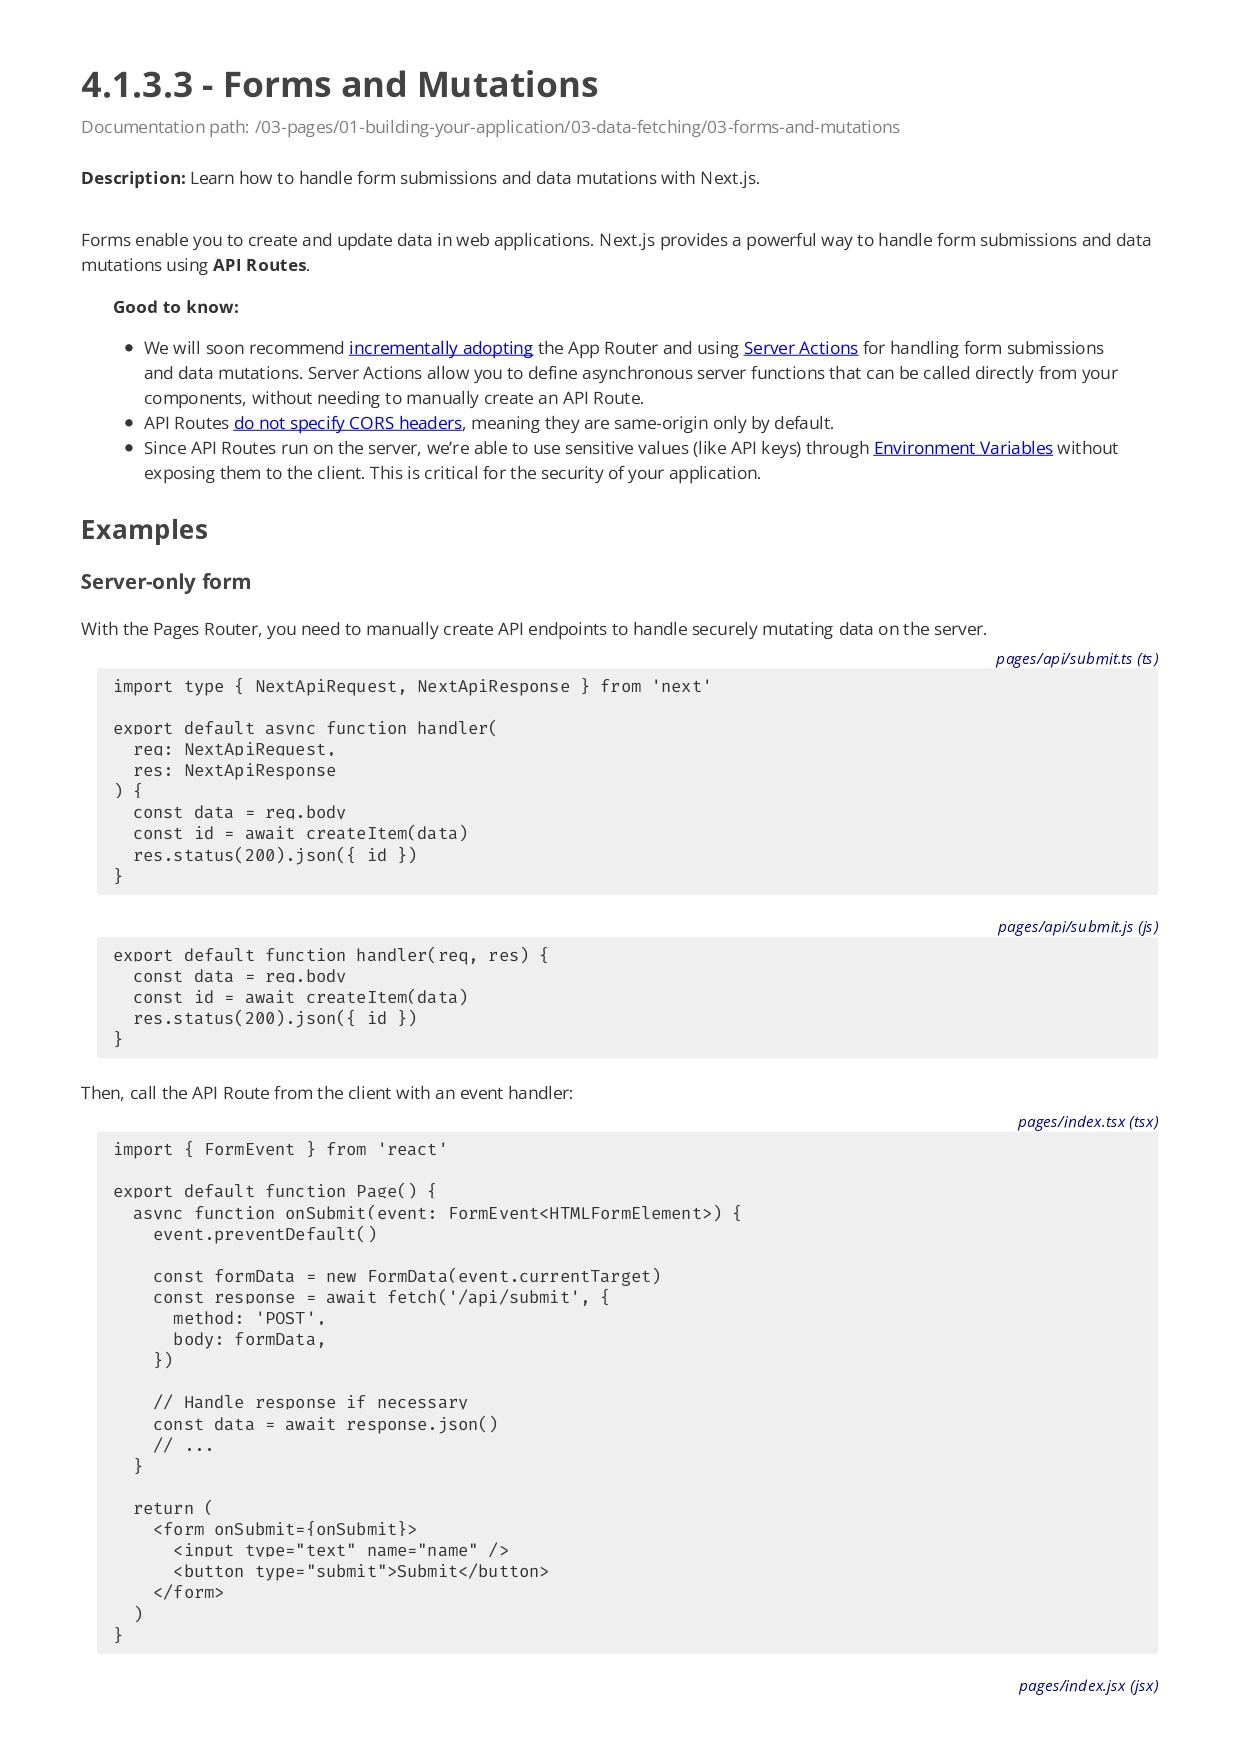 4.1.3.3 - Forms and Mutations
Documentation path: /03-pages/01-building-your-application/03-data-fetching/03-forms-and-mutations
Description: Learn how to handle form submissions and data mutations with Next.js.
Forms enable you to create and update data in web applications. Next.js provides a powerful way to handle form submissions and data
mutations using API Routes.
Good to know:
● We will soon recommend incrementally adopting the App Router and using Server Actions for handling form submissions
and data mutations. Server Actions allow you to define asynchronous server functions that can be called directly from your
components, without needing to manually create an API Route.
● API Routes do not specify CORS headers, meaning they are same-origin only by default.
● Since API Routes run on the server, we’re able to use sensitive values (like API keys) through Environment Variables without
exposing them to the client. This is critical for the security of your application.
Examples
Server-only form
With the Pages Router, you need to manually create API endpoints to handle securely mutating data on the server.
pages/api/submit.ts (ts)
import type { NextApiRequest, NextApiResponse } from 'next'
export default async function handler(
  req: NextApiRequest,
  res: NextApiResponse
) {
  const data = req.body
  const id = await createItem(data)
  res.status(200).json({ id })
}
pages/api/submit.js (js)
export default function handler(req, res) {
  const data = req.body
  const id = await createItem(data)
  res.status(200).json({ id })
}
Then, call the API Route from the client with an event handler:
pages/index.tsx (tsx)
import { FormEvent } from 'react'
export default function Page() {
  async function onSubmit(event: FormEvent<HTMLFormElement>) {
    event.preventDefault()
    const formData = new FormData(event.currentTarget)
    const response = await fetch('/api/submit', {
      method: 'POST',
      body: formData,
    })
    // Handle response if necessary
    const data = await response.json()
    // ...
  }
  return (
    <form onSubmit={onSubmit}>
      <input type="text" name="name" />
      <button type="submit">Submit</button>
    </form>
  )
}
pages/index.jsx (jsx)